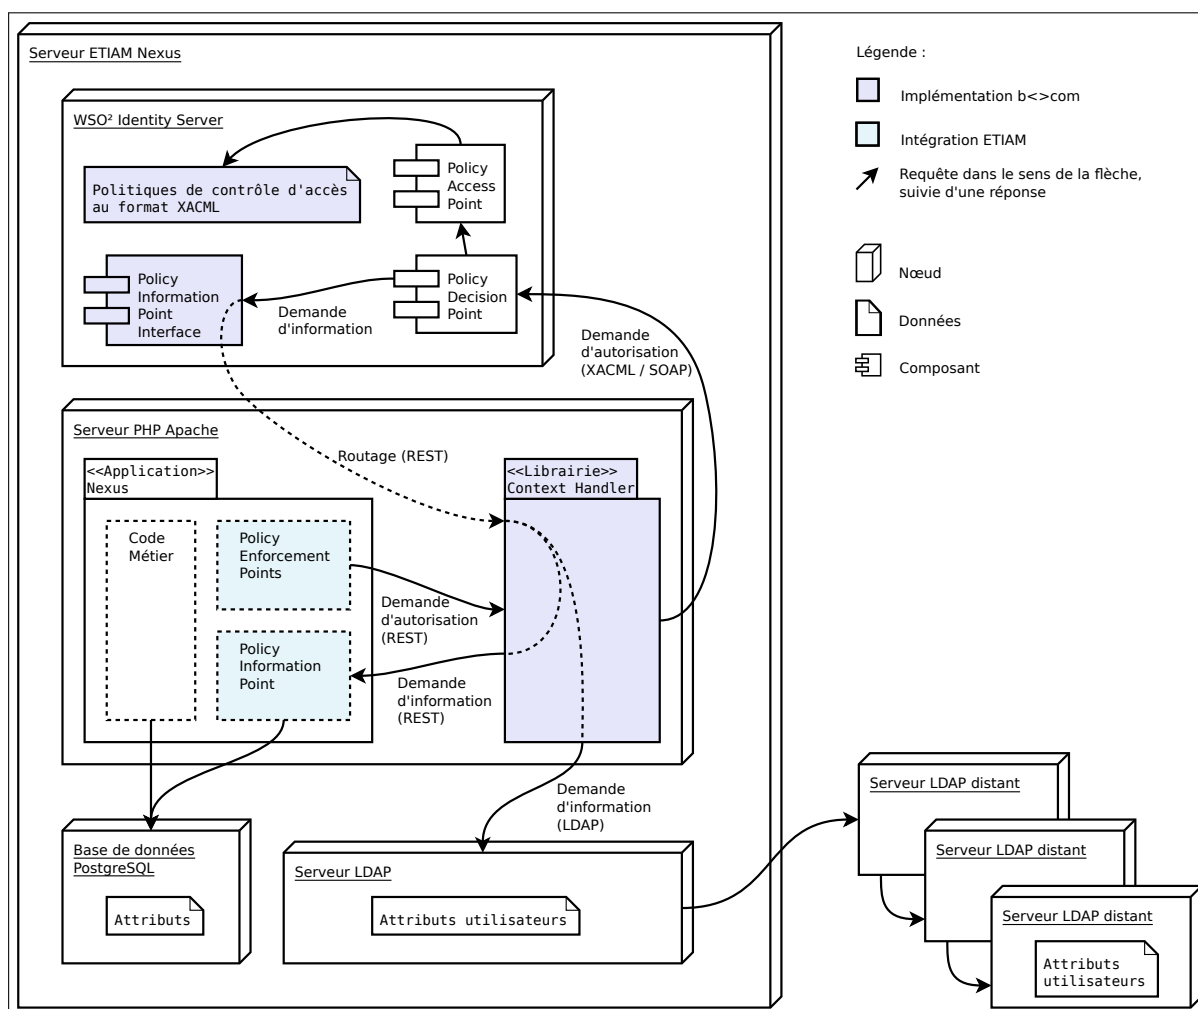 Serveur ETIAM Nexus
WSO² Identity Server
Politiques de contrôle d'accès
au format XACML
Policy
Access
Point
Policy
Information
Point
Interface
Demande
d'information
Policy
Decision
Point
Demande
d'autorisation
(XACML / SOAP)
Serveur PHP Apache
Routage (REST)
<<Application>>
Nexus
<<Librairie>>
Context Handler
Code
Métier
Policy
Enforcement
Points
Demande
d'autorisation
(REST)
Policy
Information
Point
Demande
d'information
(REST)
Demande
d'information
(LDAP)
Base de données
PostgreSQL
Attributs
Serveur LDAP
Attributs utilisateurs
Légende :
Implémentation b<>com
Intégration ETIAM
Requête dans le sens de la flèche,
suivie d'une réponse
Nœud
Données
Composant
Serveur LDAP distant
Serveur LDAP distant
Serveur LDAP distant
Attributs
utilisateurs